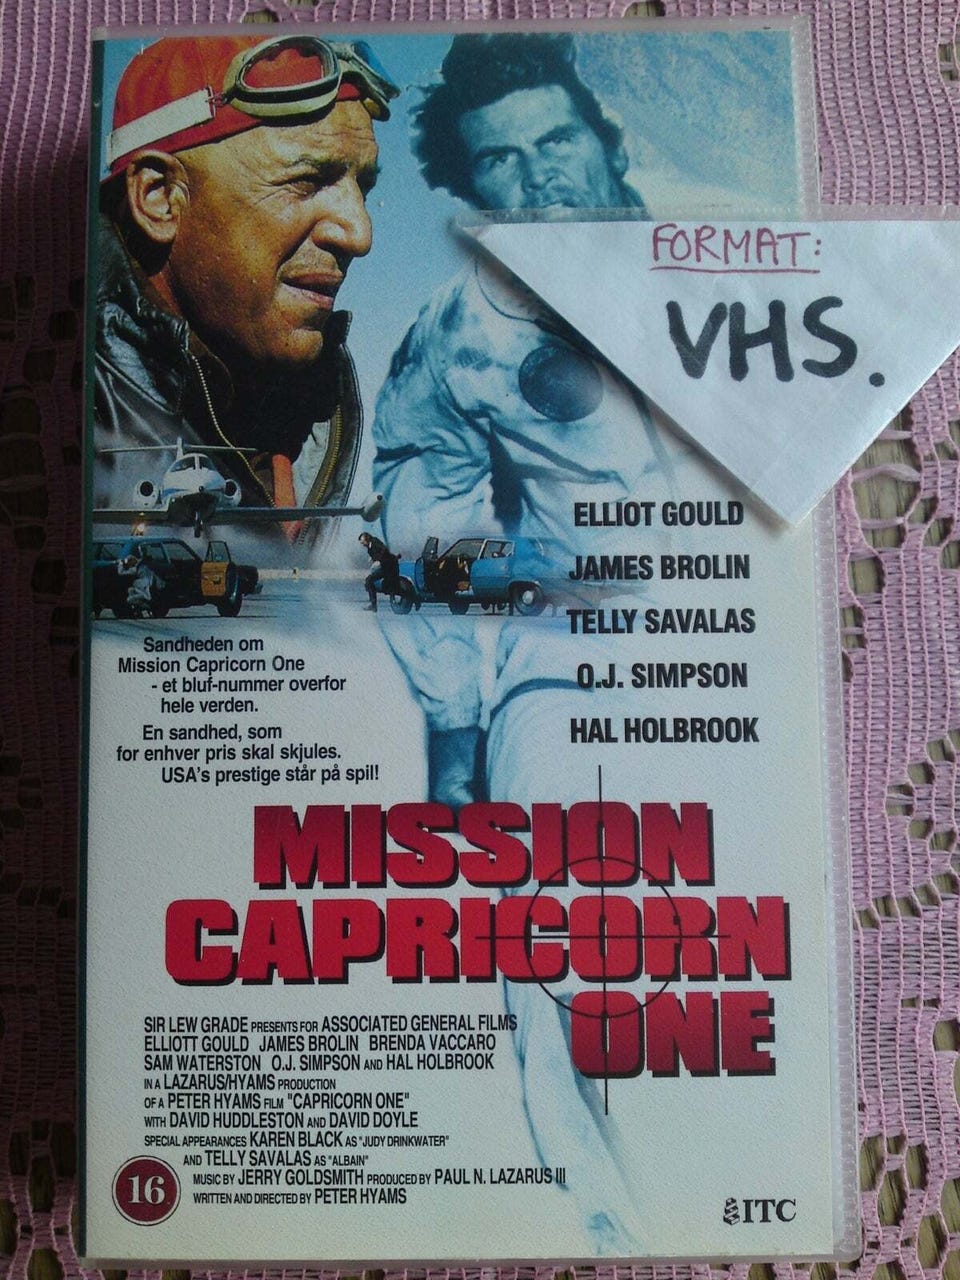 FORMAT:
VHS.
ELLIOT GOULD
JAMES BROLIN
TELLY SAVALAS
O.J. SIMPSON
HAL HOLBROOK
Sandheden om
Mission Capricorn One
- et bluf-nummer overfor
hele verden.
En sandhed, som
for enhver pris skal skjules.
USA's prestige står på spil!
MISSION
CAPRICORN
ONE
SIR LEW GRADE PRESENTS FOR ASSOCIATED GENERAL FILMS
ELLIOTT GOULD JAMES BROLIN BRENDA VACCARO
SAM WATERSTON O.J. SIMPSON AND HAL HOLBROOK
IN A LAZARUS/HYAMS PRODUCTION
OF A PETER HYAMS FILM "CAPRICORN ONE"
WITH DAVID HUDDLESTON AND DAVID DOYLE
SPECIAL APPEARANCES KAREN BLACK AS "JUDY DRINKWATER"
AND TELLY SAVALAS AS "ALBAIN"
MUSIC BY JERRY GOLDSMITH PRODUCED BY PAUL N. LAZARUS III
WRITTEN AND DIRECTED BY PETER HYAMS
16
ITC